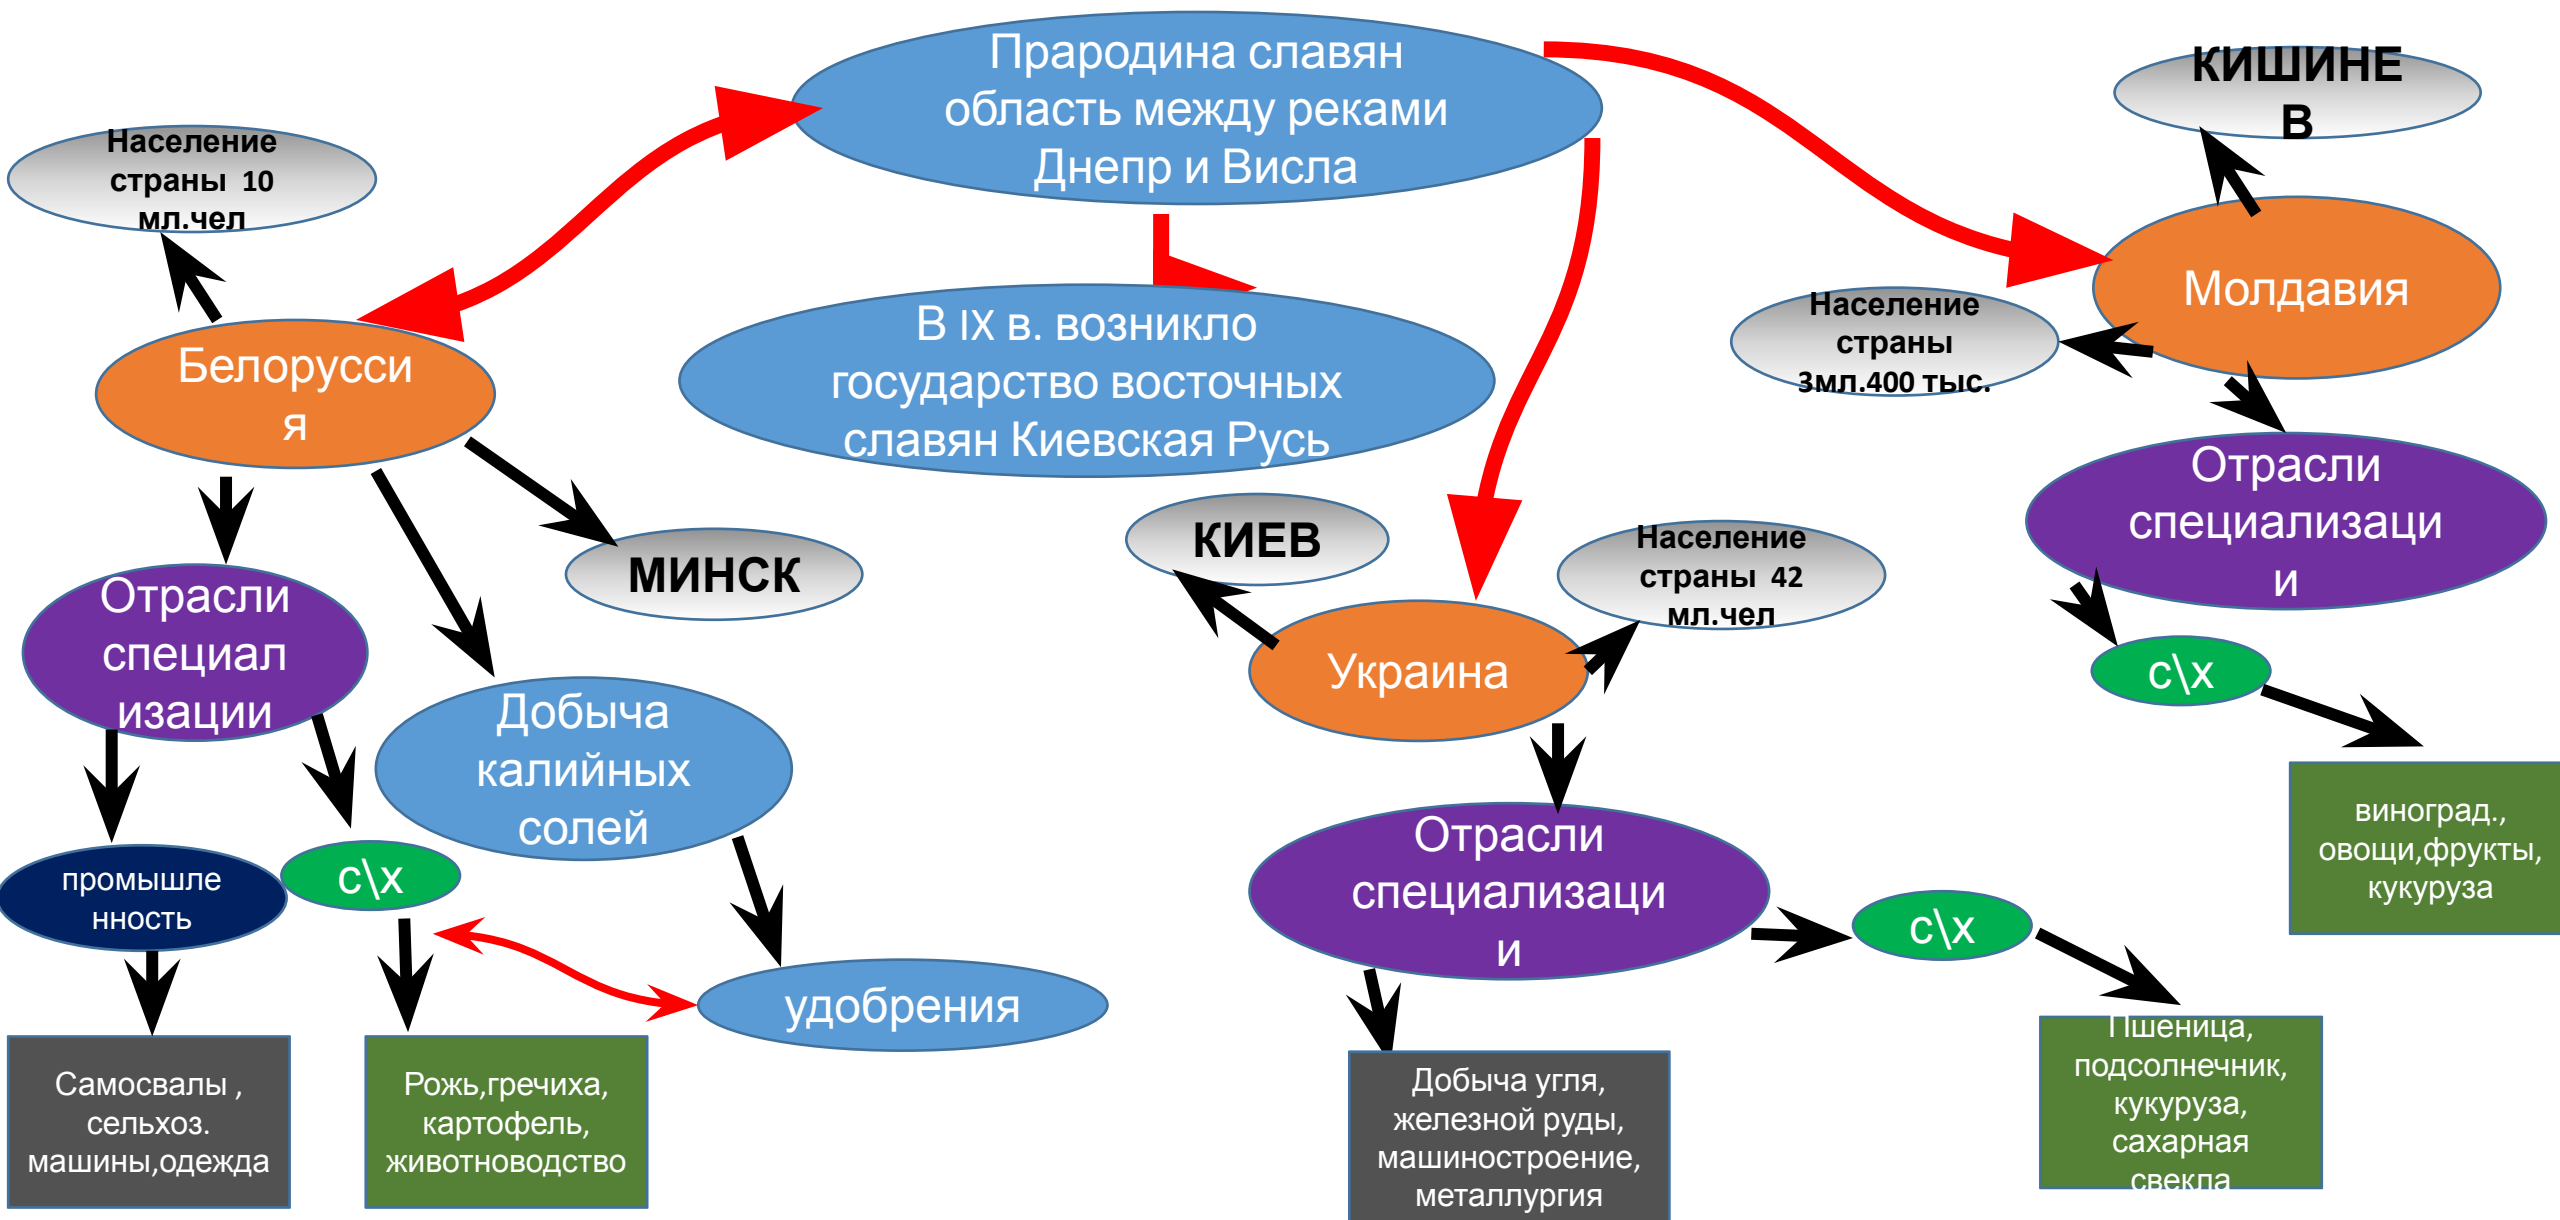 Прародина славян
область между реками
Днепр и Висла
КИШИНЕ
В
Население
страны 10
мл.чел
Молдавия
Население
страны
3мл.400 тыс.
В IX в. возникло
государство восточных
славян Киевская Русь
Белорусси
я
Отрасли
специализаци
и
КИЕВ
Население
страны 42
мл.чел
МИНСК
Отрасли
специал
изации
Украина
с\х
Добыча
калийных
солей
виноград.,
овощи,фрукты,
кукуруза
Отрасли
специализаци
и
промышле
нность
с\х
с\х
удобрения
Самосвалы ,
сельхоз.
машины,одежда
Рожь,гречиха,
картофель,
животноводство
Добыча угля,
железной руды,
машиностроение,
металлургия
Пшеница,
подсолнечник,
кукуруза,
сахарная
свекла